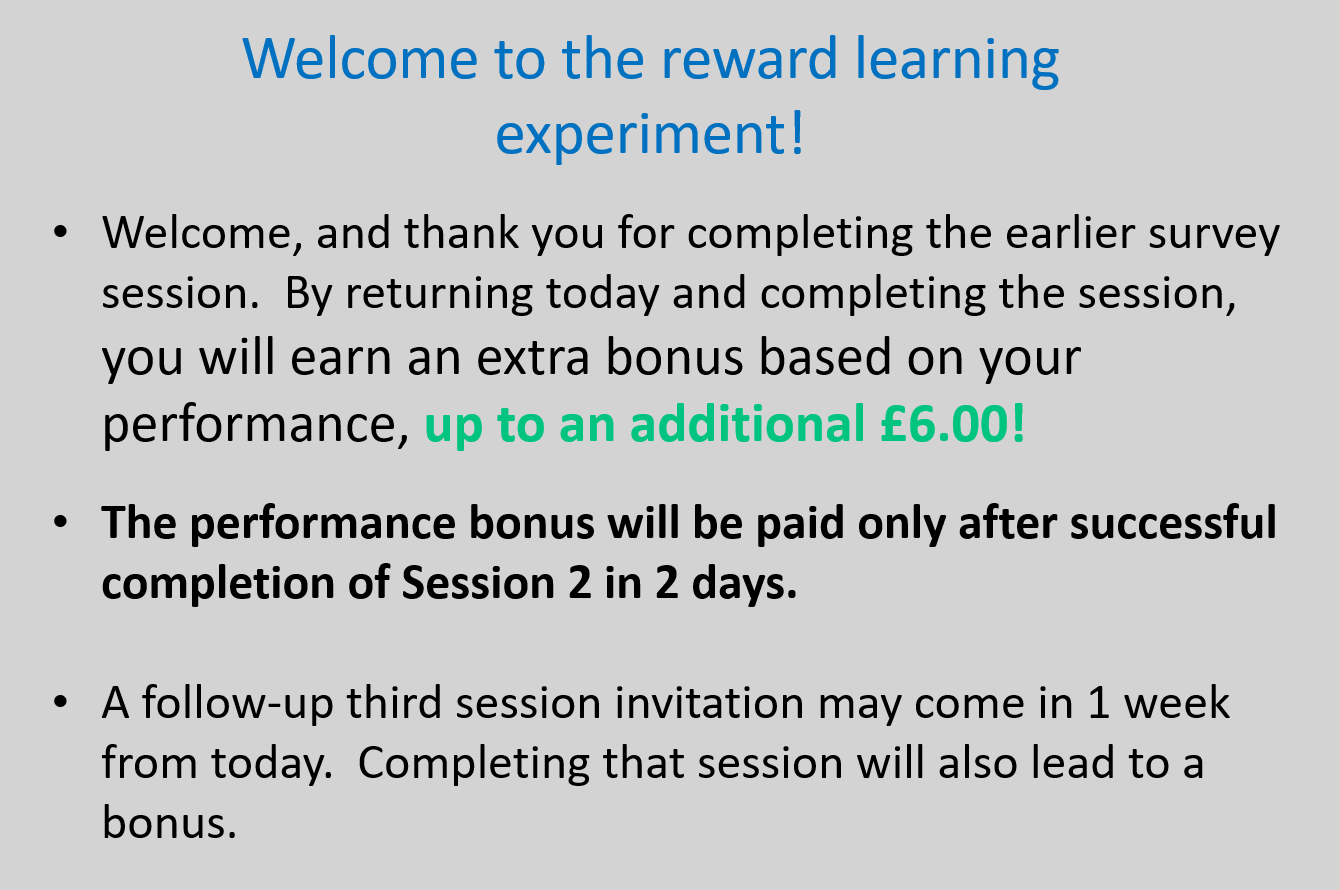 Welcome to the reward learning
experiment!
• Welcome, and thank you for completing the earlier survey
session.  By returning today and completing the session,
you will earn an extra bonus based on your
performance, up to an additional £6.00!
• The performance bonus will be paid only after successful
completion of Session 2 in 2 days.
• A follow-up third session invitation may come in 1 week
from today.  Completing that session will also lead to a
bonus.